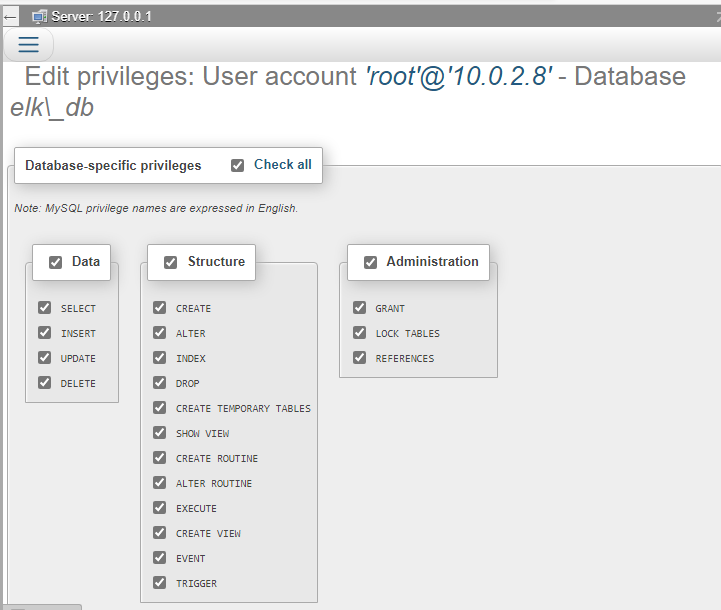 Server: 127.0.0.1
Edit privileges: User account 'root'@'10.0.2.8' - Database
elk\_db
Database-specific privileges Check all
Note: MySQL privilege names are expressed in English.
Data
SELECT
INSERT
UPDATE
DELETE
Structure
CREATE
ALTER
INDEX
DROP
CREATE TEMPORARY TABLES
SHOW VIEW
CREATE ROUTINE
ALTER ROUTINE
EXECUTE
CREATE VIEW
EVENT
TRIGGER
Administration
GRANT
LOCK TABLES
REFERENCES